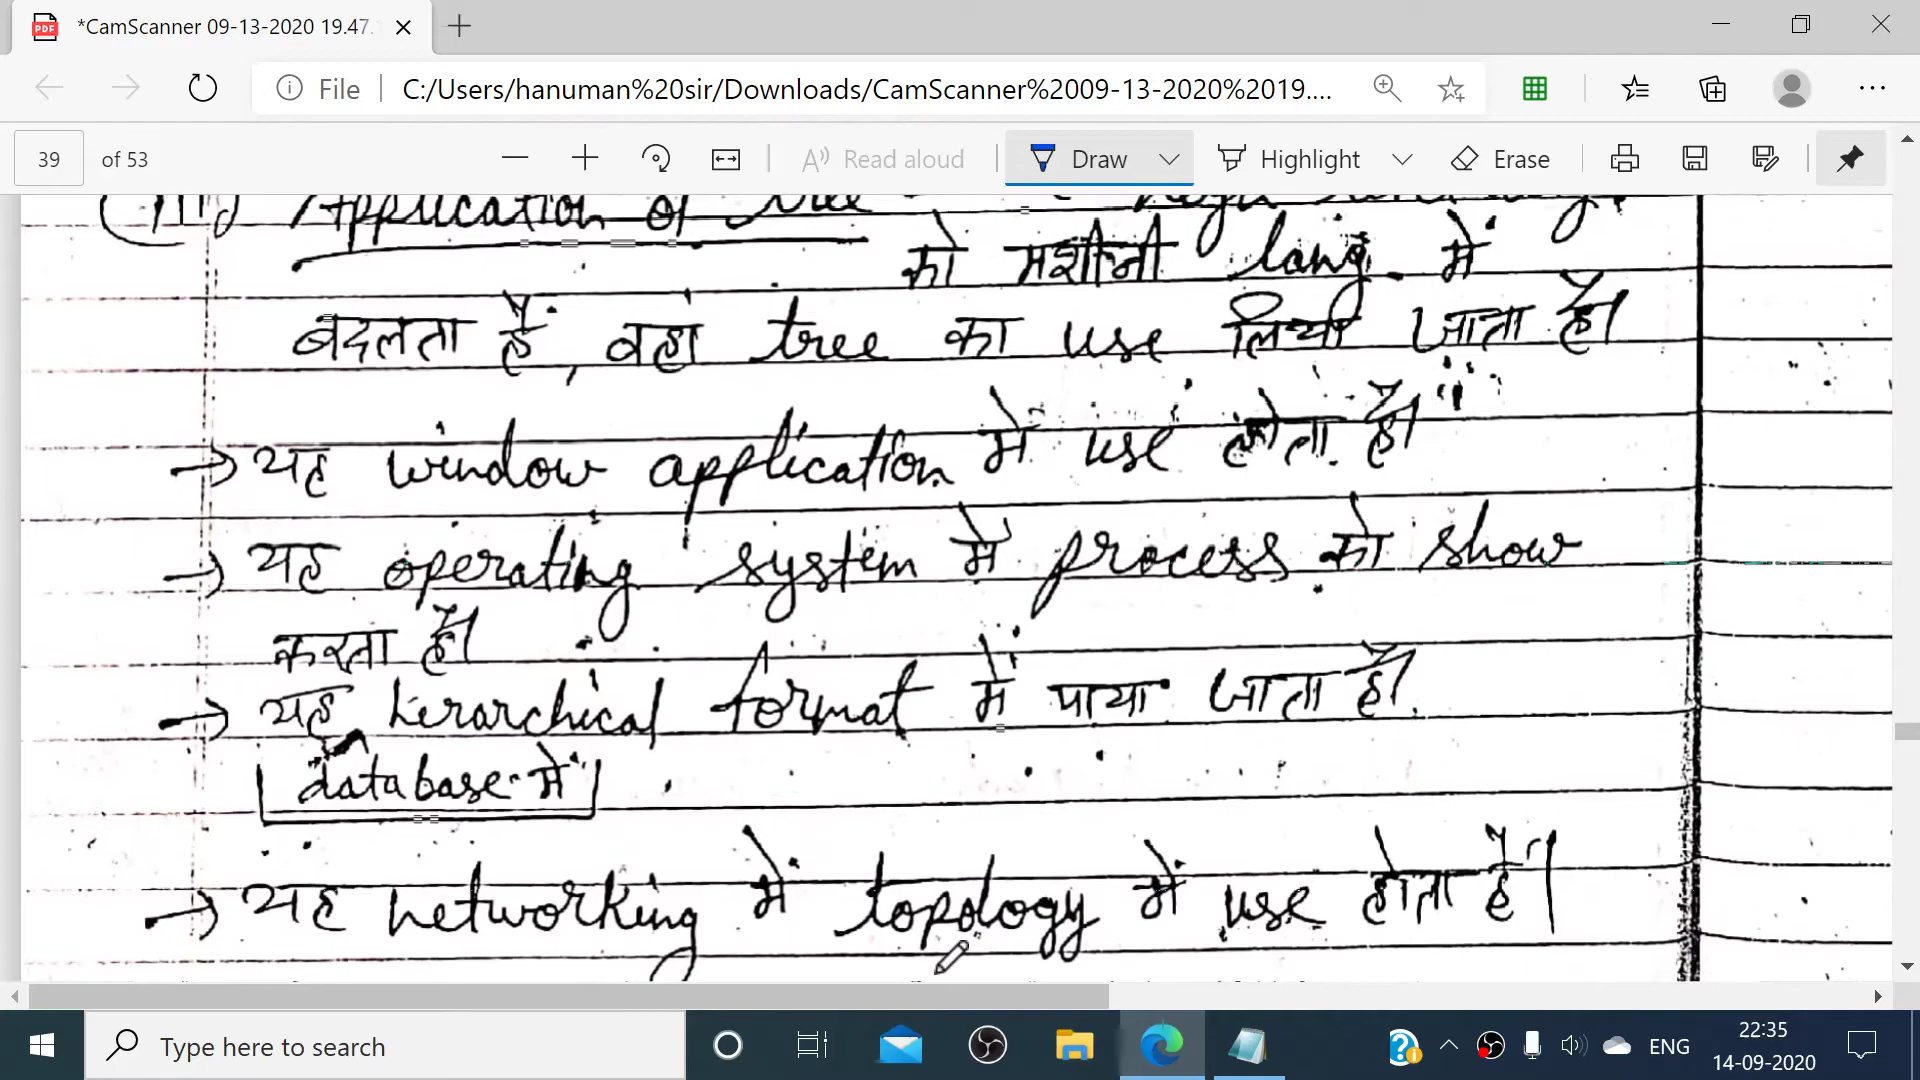 *CamScanner 09-13-2020 19.47.
File C:/Users/hanuman%20sir/Downloads/CamScanner%2009-13-2020%2019....
39 of 53 Read aloud Draw Highlight Erase
(III) Application of tree
को मशीनी lang. में
बदलता हैं, वहां tree का use लिया जाता है।
→ यह window application में use होता है।
→ यह operating system में process को show
करता है।
→ यह hierarchical format में पाया जाता है।
database में
→ यह networking में topology में use होता है।
Type here to search ENG 22:35
14-09-2020